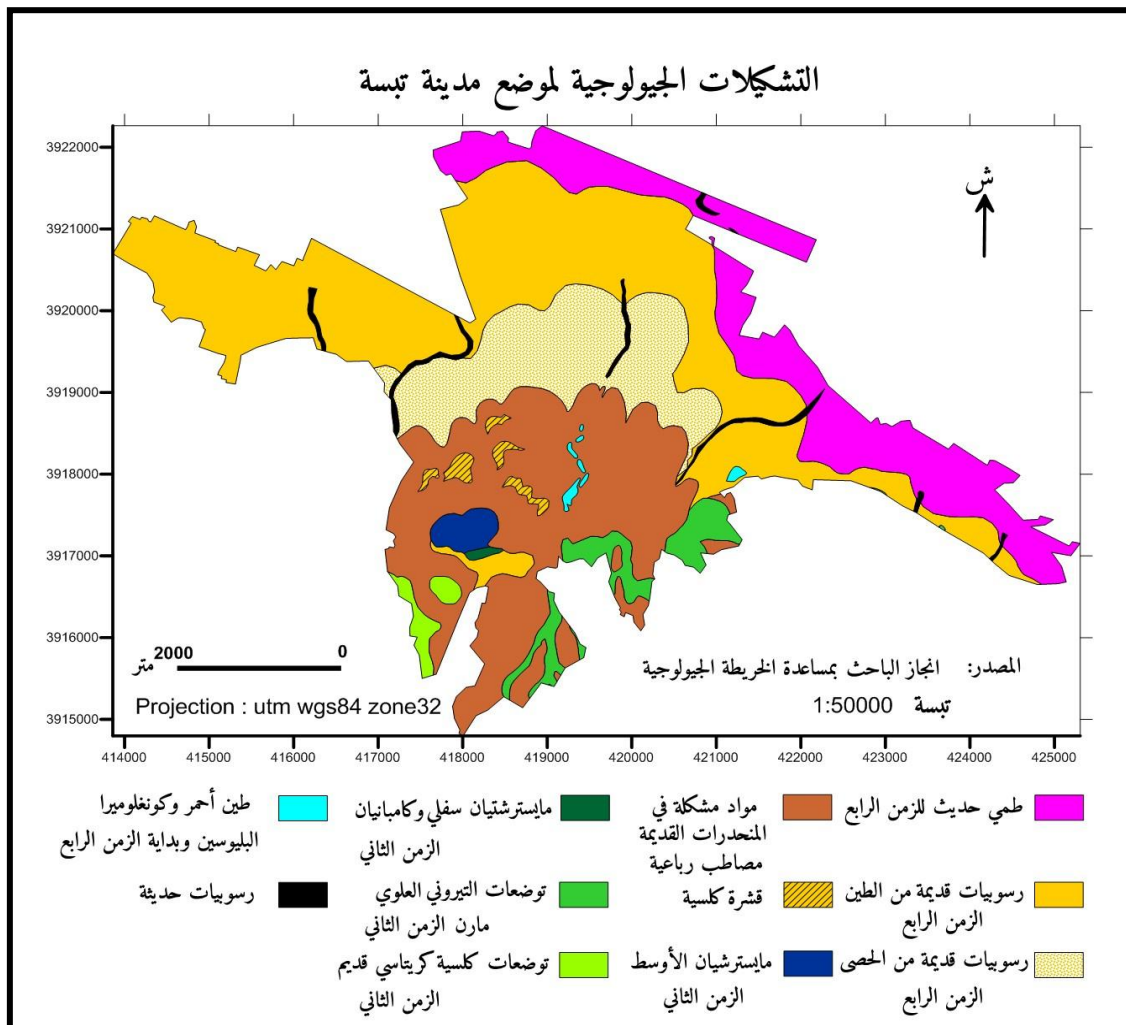 التشكيلات الجيولوجية لموضع مدينة تبسة
ش
3922000
3921000
3920000
3919000
3918000
3917000
3916000
3915000
414000 415000 416000 417000 418000 419000 420000 421000 422000 423000 424000 425000
متر 2000 0
Projection : utm wgs84 zone32
المصدر: انجاز الباحث بمساعدة الخريطة الجيولوجية
تبسة 1:50000
طمي حديث للزمن الرابع
مواد مشكلة في
المنحدرات القديمة
مصاطب رباعية
مايسترشتيان سفلي وكامبانيان
الزمن الثاني
طين أحمر وكونغلوميرا
البليوسين وبداية الزمن الرابع
رسوبيات قديمة من الطين
الزمن الرابع
قشرة كلسية
توضعات التيروني العلوي
مارن الزمن الثاني
رسوبيات حديثة
رسوبيات قديمة من الحصى
الزمن الرابع
مايسترشيان الأوسط
الزمن الثاني
توضعات كلسية كريتاسي قديم
الزمن الثاني